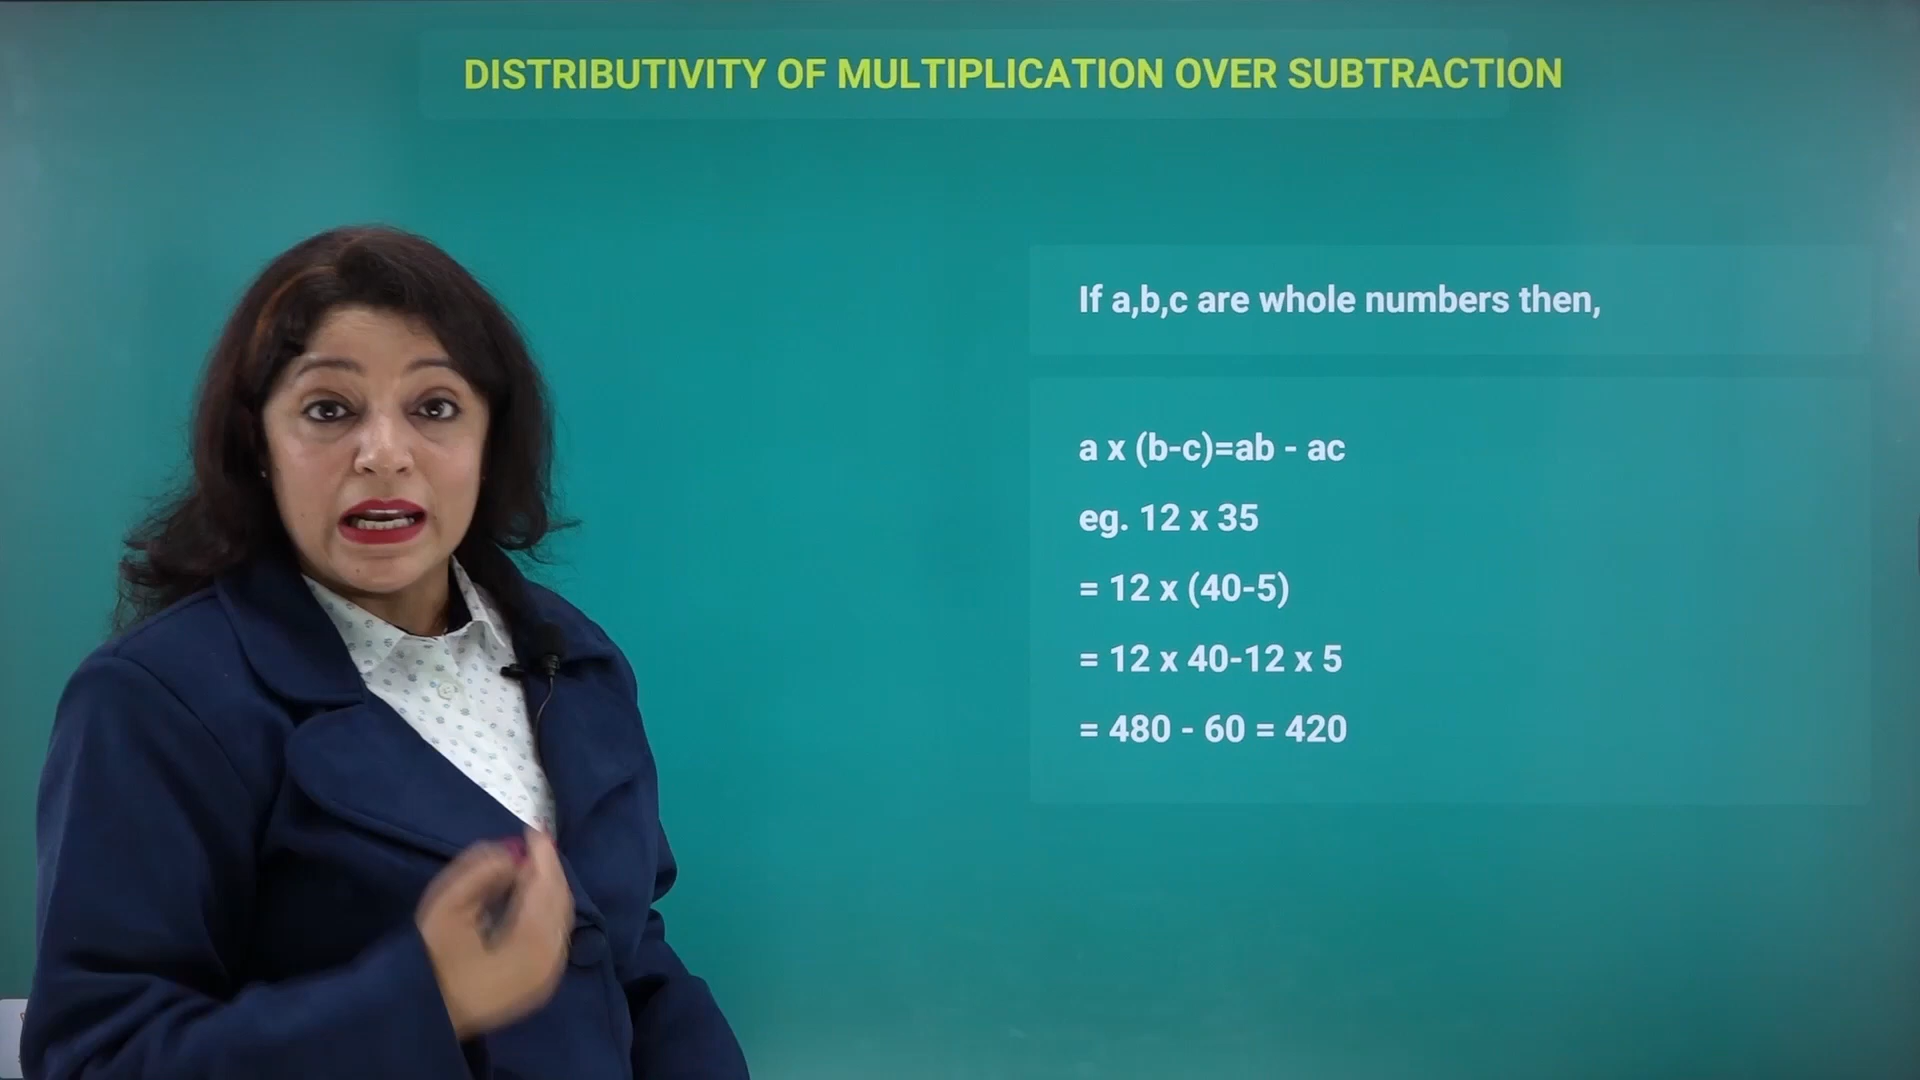 DISTRIBUTIVITY OF MULTIPLICATION OVER SUBTRACTION
If a,b,c are whole numbers then,
a x (b-c)=ab - ac
eg. 12 x 35
= 12 x (40-5)
= 12 x 40-12 x 5
= 480 - 60 = 420